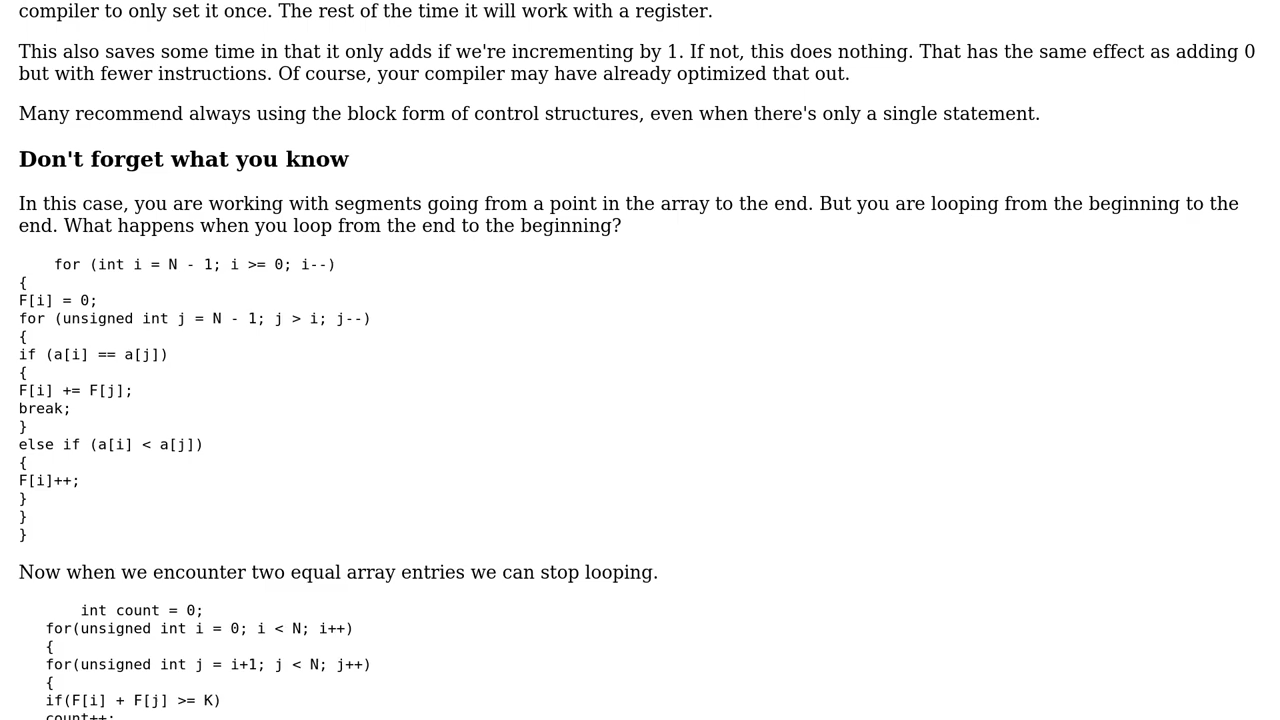 compiler to only set it once. The rest of the time it will work with a register.
This also saves some time in that it only adds if we're incrementing by 1. If not, this does nothing. That has the same effect as adding 0
but with fewer instructions. Of course, your compiler may have already optimized that out.
Many recommend always using the block form of control structures, even when there's only a single statement.
Don't forget what you know
In this case, you are working with segments going from a point in the array to the end. But you are looping from the beginning to the
end. What happens when you loop from the end to the beginning?
for (int i = N - 1; i >= 0; i--)
{
F[i] = 0;
for (unsigned int j = N - 1; j > i; j--)
{
if (a[i] == a[j])
{
F[i] += F[j];
break;
}
else if (a[i] < a[j])
{
F[i]++;
}
}
}
Now when we encounter two equal array entries we can stop looping.
int count = 0;
for(unsigned int i = 0; i < N; i++)
{
for(unsigned int j = i+1; j < N; j++)
{
if(F[i] + F[j] >= K)
count++;